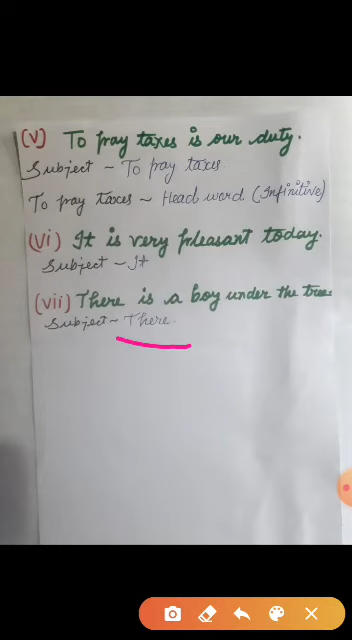 (v) To pray taxes is our duty.
Subject ~ To pray taxes.
To pray taxes ~ Head word (Infinitive)
(vi) It is very pleasant today.
Subject ~ It
(vii) There is a boy under the tree.
Subject ~ There.